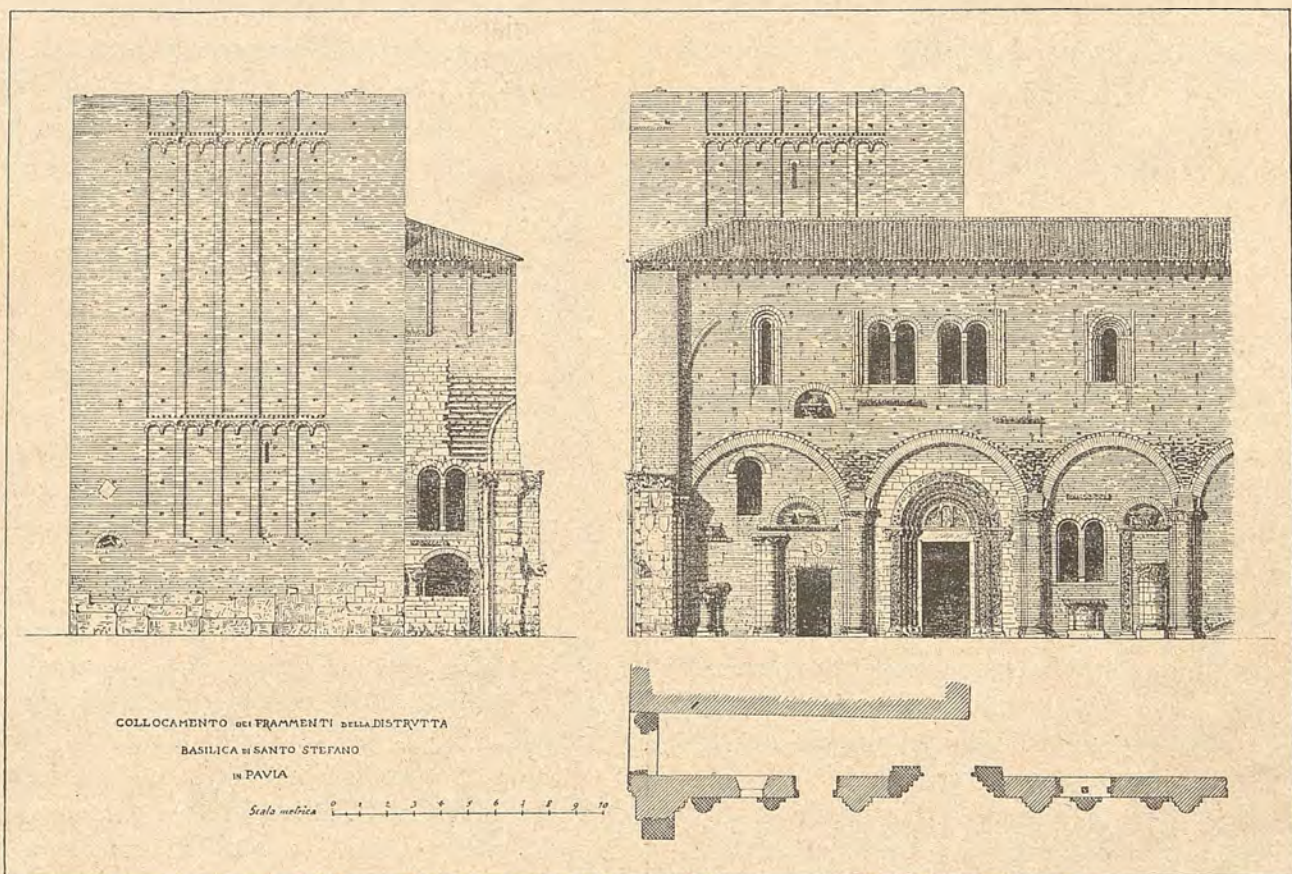 COLLOCAMENTO DEI FRAMMENTI DELLA DISTRVTTA
BASILICA DI SANTO STEFANO
IN PAVIA
Scala metrica 0 1 2 3 4 5 6 7 8 9 10